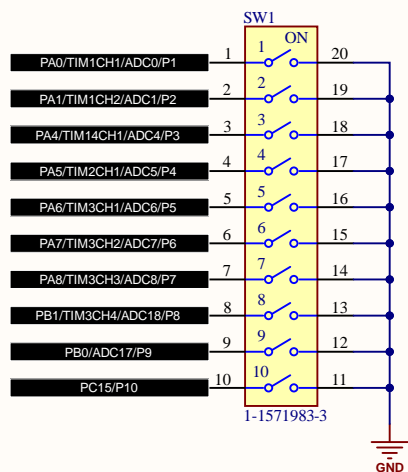 SW1
ON
PA0/TIM1CH1/ADC0/P1 1 1 20
PA1/TIM1CH2/ADC1/P2 2 2 19
PA4/TIM14CH1/ADC4/P3 3 3 18
PA5/TIM2CH1/ADC5/P4 4 4 17
PA6/TIM3CH1/ADC6/P5 5 5 16
PA7/TIM3CH2/ADC7/P6 6 6 15
PA8/TIM3CH3/ADC8/P7 7 7 14
PB1/TIM3CH4/ADC18/P8 8 8 13
PB0/ADC17/P9 9 9 12
PC15/P10 10 10 11
1-1571983-3
GND